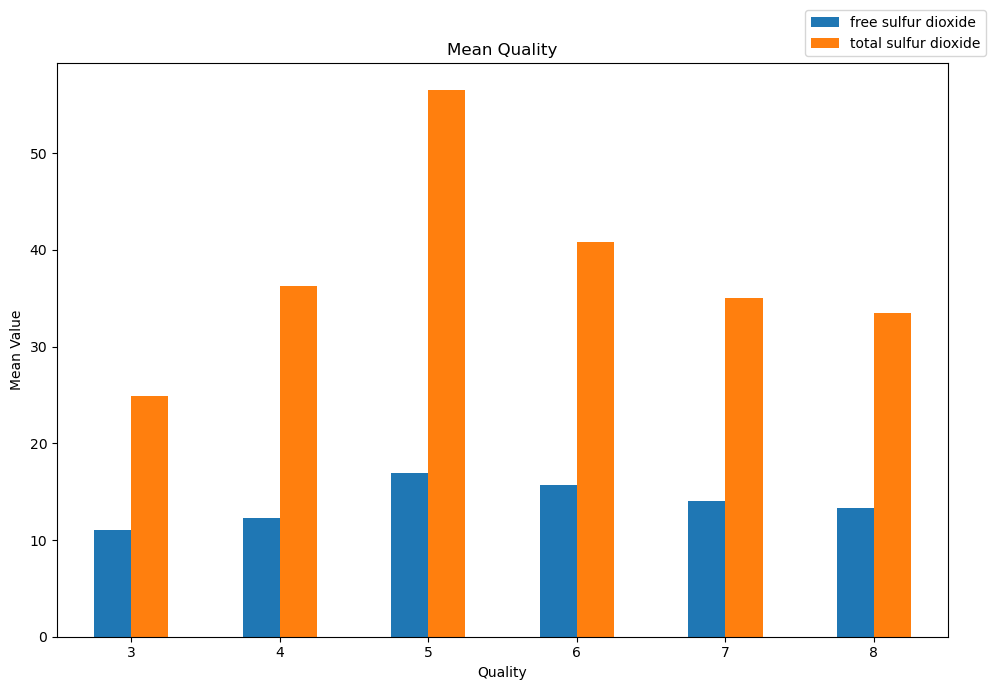 free sulfur dioxide
total sulfur dioxide
Mean Quality
50
40
30
20
10
0
Mean Value
3 4 5 6 7 8
Quality